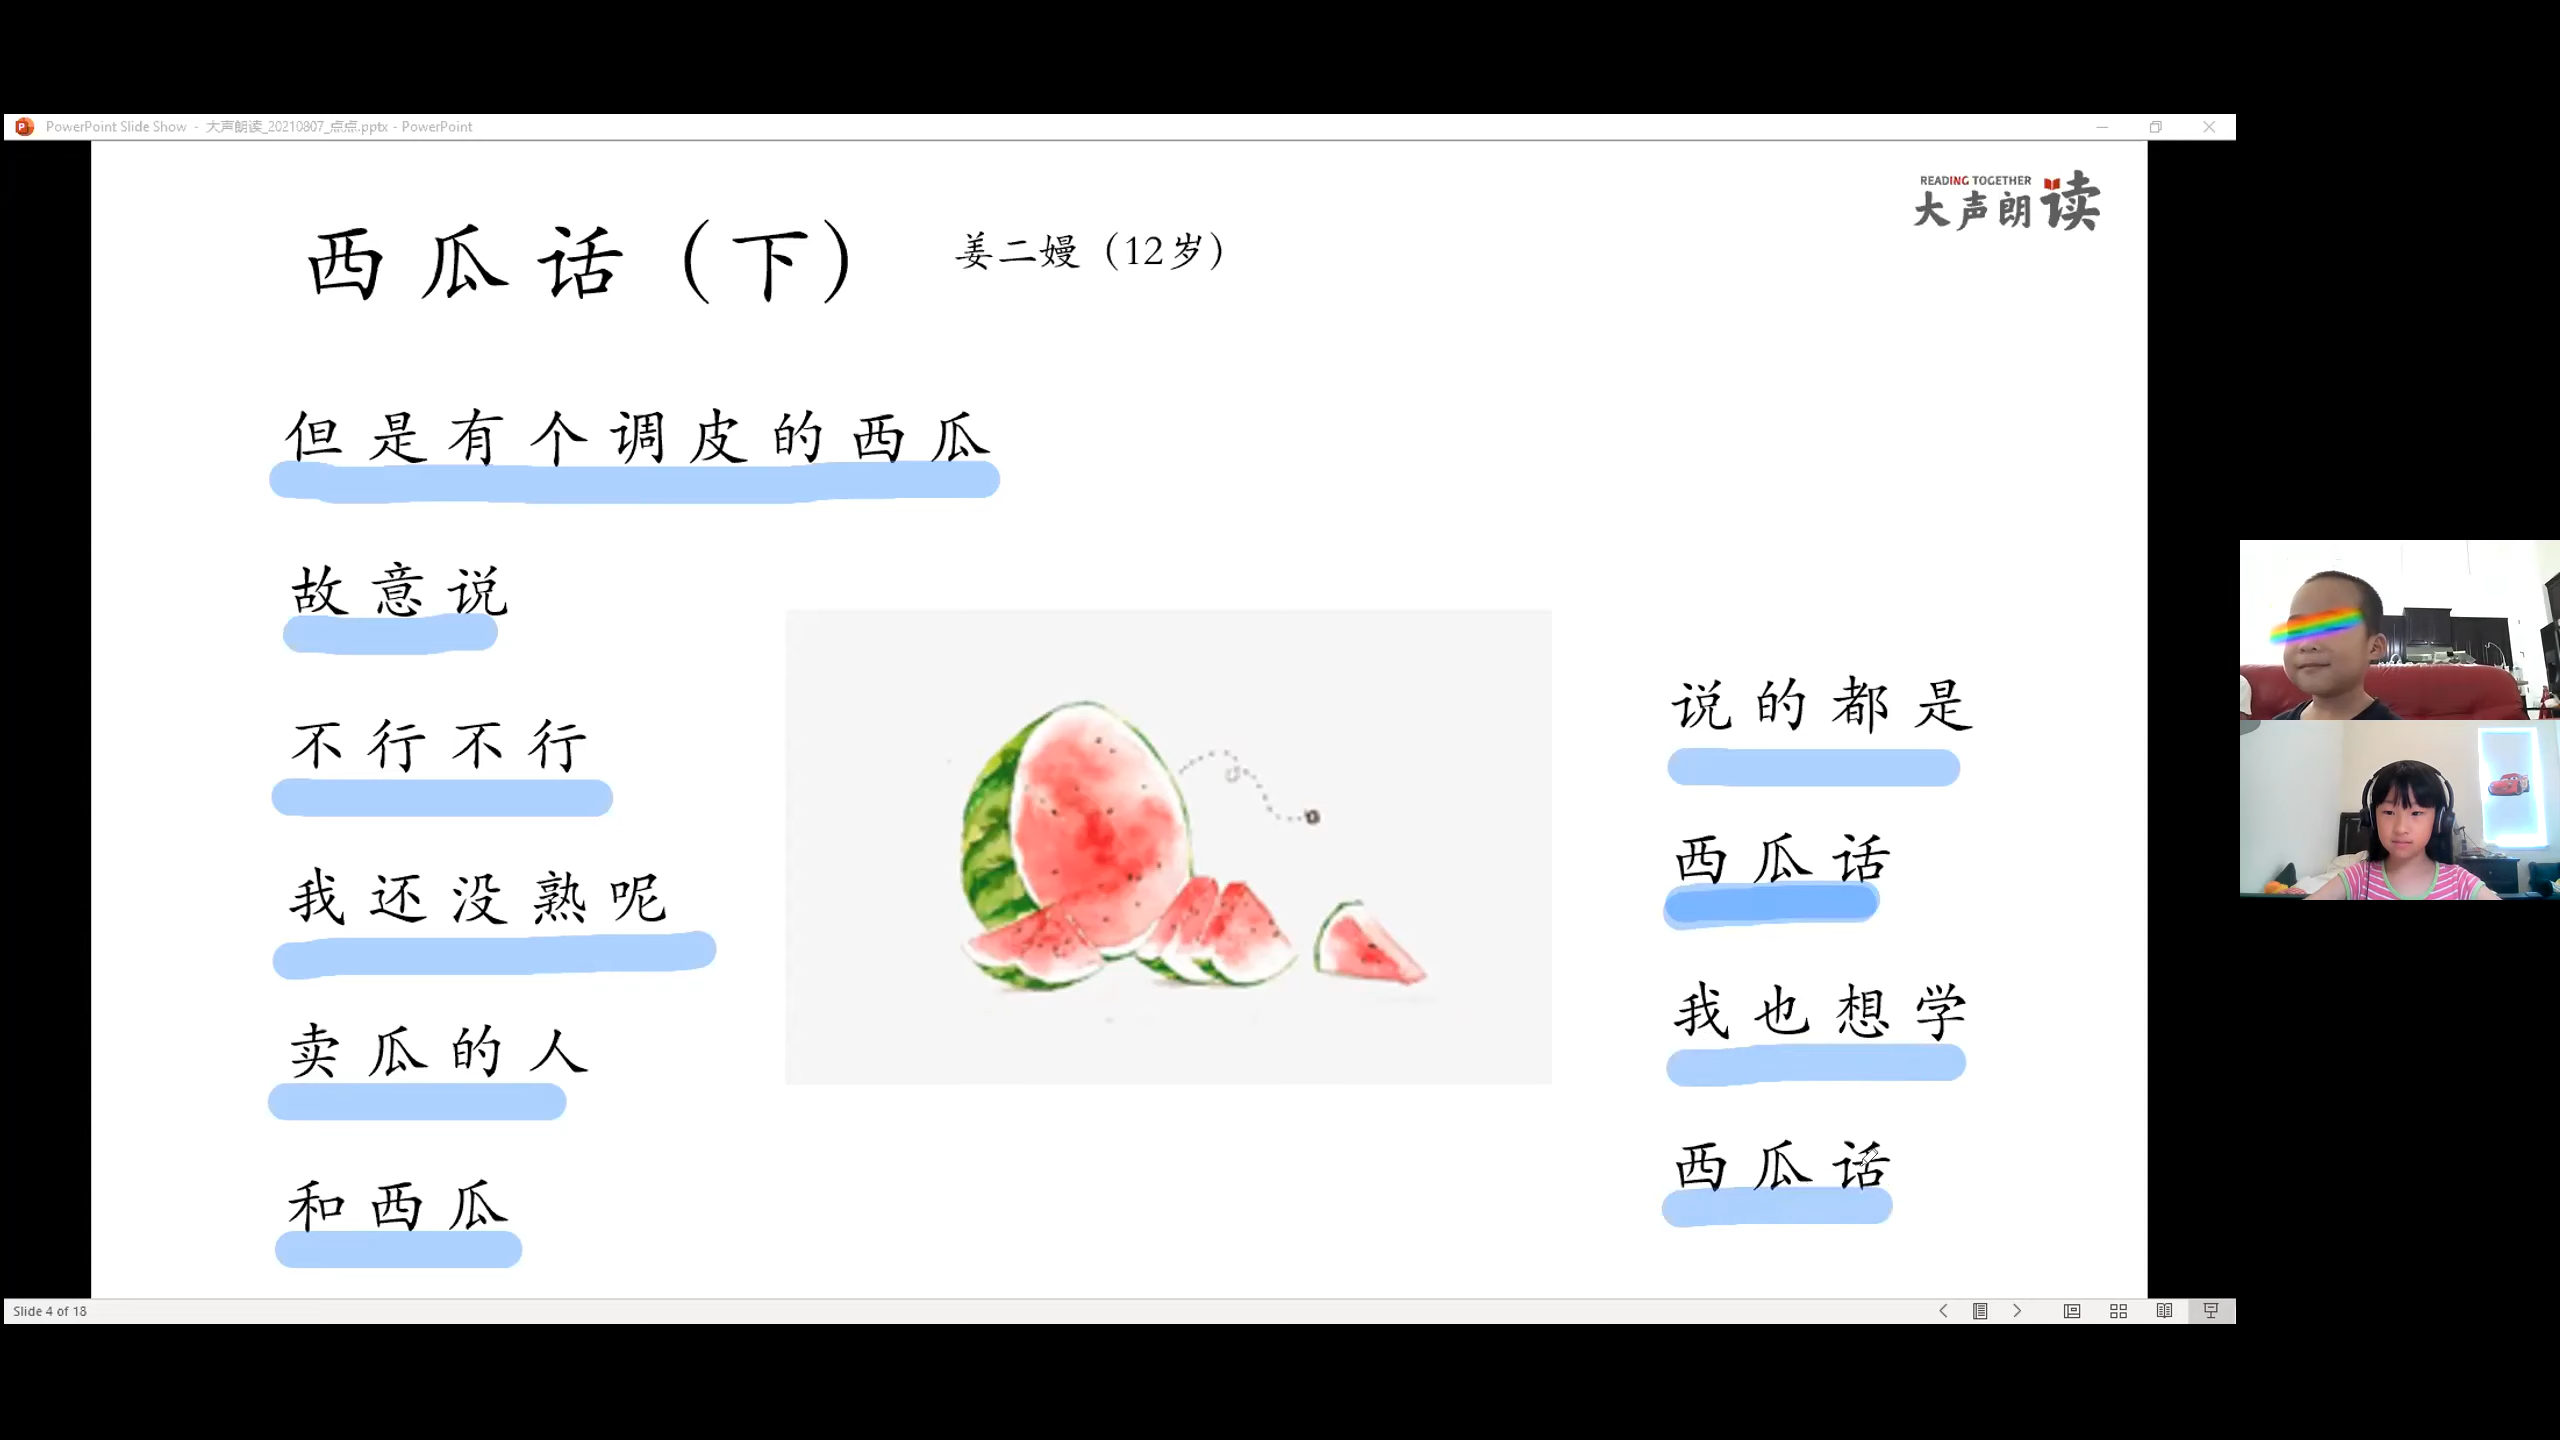 PowerPoint Slide Show - 大声朗读_20210807_点点.pptx - PowerPoint
READING TOGETHER
大声朗读
西瓜话（下） 姜二嫚（12岁）
但是有个调皮的西瓜
故意说
不行不行
我还没熟呢
卖瓜的人
和西瓜
说的都是
西瓜话
我也想学
西瓜话
Slide 4 of 18